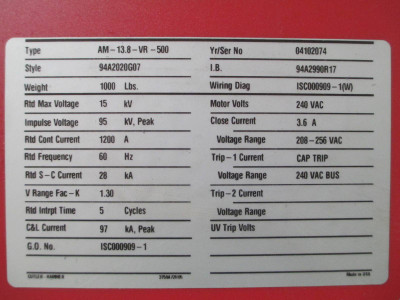 Type AM-13.8-VR-500
Style 94A2020G07
Weight 1000 Lbs.
Rtd Max Voltage 15 kV
Impulse Voltage 95 kV, Peak
Rtd Cont Current 1200 A
Rtd Frequency 60 Hz
Rtd S-C Current 28 kA
V Range Fac-K 1.30
Rtd Intrpt Time 5 Cycles
C&L Current 97 kA, Peak
G.O. No. ISC000909-1
Yr/Ser No 04102074
I.B. 94A2990R17
Wiring Diag ISC000909-1(W)
Motor Volts 240 VAC
Close Current 3.6 A
Voltage Range 208-256 VAC
Trip-1 Current CAP TRIP
Voltage Range 240 VAC BUS
Trip-2 Current
Voltage Range
UV Trip Volts
Made in USA